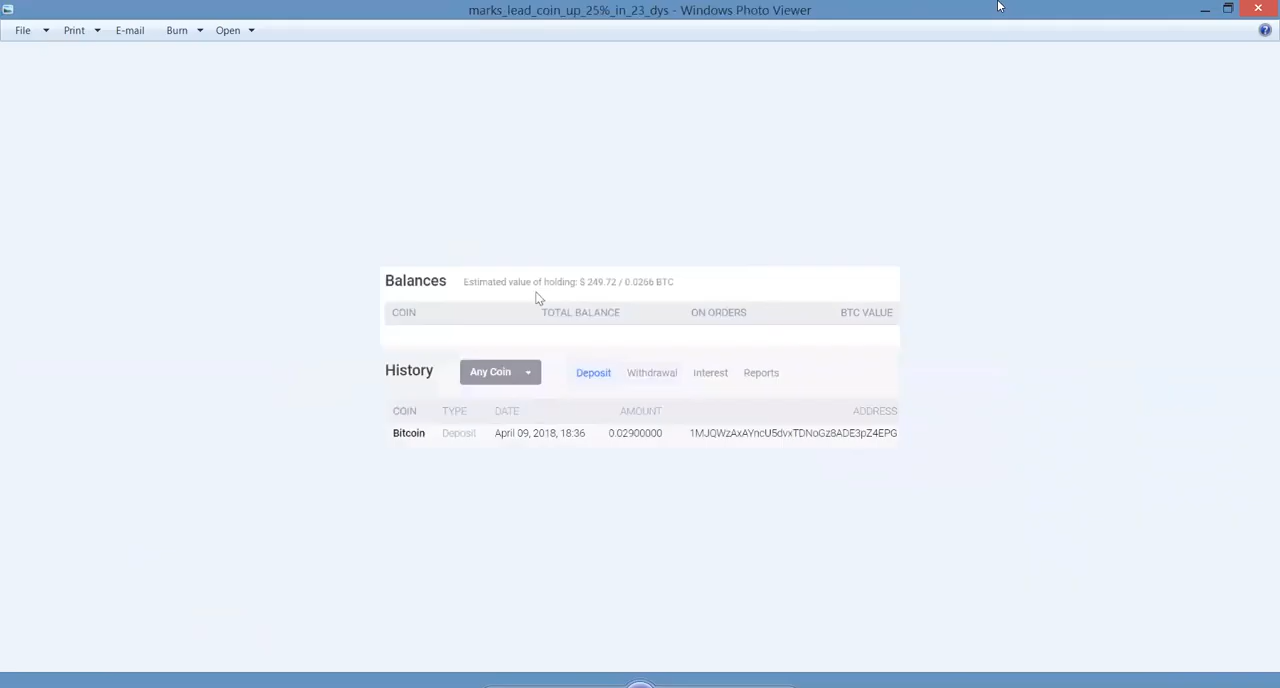 marks_lead_coin_up_25%_in_23_dys - Windows Photo Viewer
File Print E-mail Burn Open
Balances Estimated value of holding: $ 249.72 / 0.0266 BTC
COIN TOTAL BALANCE ON ORDERS BTC VALUE
History Any Coin Deposit Withdrawal Interest Reports
COIN TYPE DATE AMOUNT ADDRESS
Bitcoin Deposit April 09, 2018, 18:36 0.02900000 1MJQWzAxAYncU5dvxTDNoGz8ADE3pZ4EPG